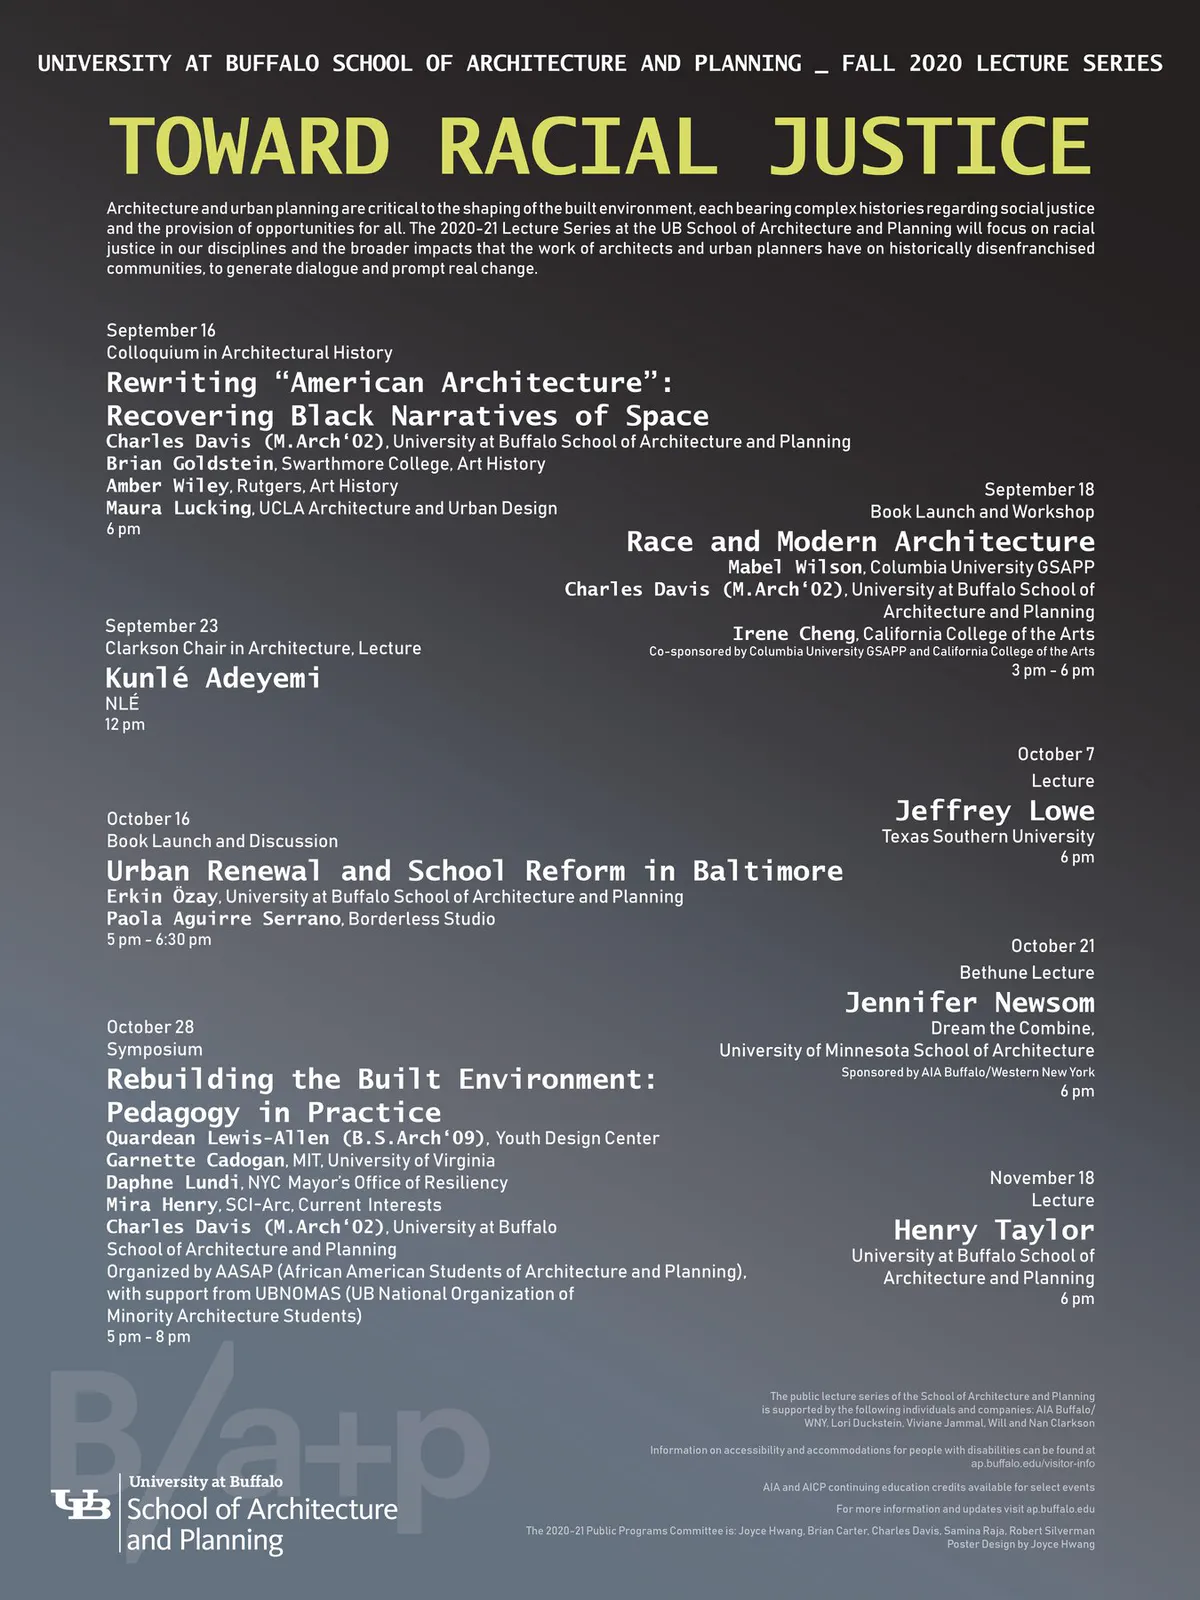 UNIVERSITY AT BUFFALO SCHOOL OF ARCHITECTURE AND PLANNING _ FALL 2020 LECTURE SERIES
TOWARD RACIAL JUSTICE
Architecture and urban planning are critical to the shaping of the built environment, each bearing complex histories regarding social justice
and the provision of opportunities for all. The 2020-21 Lecture Series at the UB School of Architecture and Planning will focus on racial
justice in our disciplines and the broader impacts that the work of architects and urban planners have on historically disenfranchised
communities, to generate dialogue and prompt real change.
September 16
Colloquium in Architectural History
Rewriting “American Architecture”:
Recovering Black Narratives of Space
Charles Davis (M.Arch‘02), University at Buffalo School of Architecture and Planning
Brian Goldstein, Swarthmore College, Art History
Amber Wiley, Rutgers, Art History
Maura Lucking, UCLA Architecture and Urban Design
6 pm
September 18
Book Launch and Workshop
Race and Modern Architecture
Mabel Wilson, Columbia University GSAPP
Charles Davis (M.Arch‘02), University at Buffalo School of
Architecture and Planning
Irene Cheng, California College of the Arts
Co-sponsored by Columbia University GSAPP and California College of the Arts
3 pm - 6 pm
September 23
Clarkson Chair in Architecture, Lecture
Kunlé Adeyemi
NLÉ
12 pm
October 7
Lecture
Jeffrey Lowe
Texas Southern University
6 pm
October 16
Book Launch and Discussion
Urban Renewal and School Reform in Baltimore
Erkin Özay, University at Buffalo School of Architecture and Planning
Paola Aguirre Serrano, Borderless Studio
5 pm - 6:30 pm
October 21
Bethune Lecture
Jennifer Newsom
Dream the Combine,
University of Minnesota School of Architecture
Sponsored by AIA Buffalo/Western New York
6 pm
October 28
Symposium
Rebuilding the Built Environment:
Pedagogy in Practice
Quardean Lewis-Allen (B.S.Arch‘09), Youth Design Center
Garnette Cadogan, MIT, University of Virginia
Daphne Lundi, NYC Mayor’s Office of Resiliency
Mira Henry, SCI-Arc, Current Interests
Charles Davis (M.Arch‘02), University at Buffalo
School of Architecture and Planning
Organized by AASAP (African American Students of Architecture and Planning),
with support from UBNOMAS (UB National Organization of
Minority Architecture Students)
5 pm - 8 pm
November 18
Lecture
Henry Taylor
University at Buffalo School of
Architecture and Planning
6 pm
B/a+p
UB
University at Buffalo
School of Architecture
and Planning
The public lecture series of the School of Architecture and Planning
is supported by the following individuals and companies: AIA Buffalo/
WNY, Lori Duckstein, Viviane Jammal, Will and Nan Clarkson
Information on accessibility and accommodations for people with disabilities can be found at
ap.buffalo.edu/visitor-info
AIA and AICP continuing education credits available for select events
For more information and updates visit ap.buffalo.edu
The 2020-21 Public Programs Committee is: Joyce Hwang, Brian Carter, Charles Davis, Samina Raja, Robert Silverman
Poster Design by Joyce Hwang